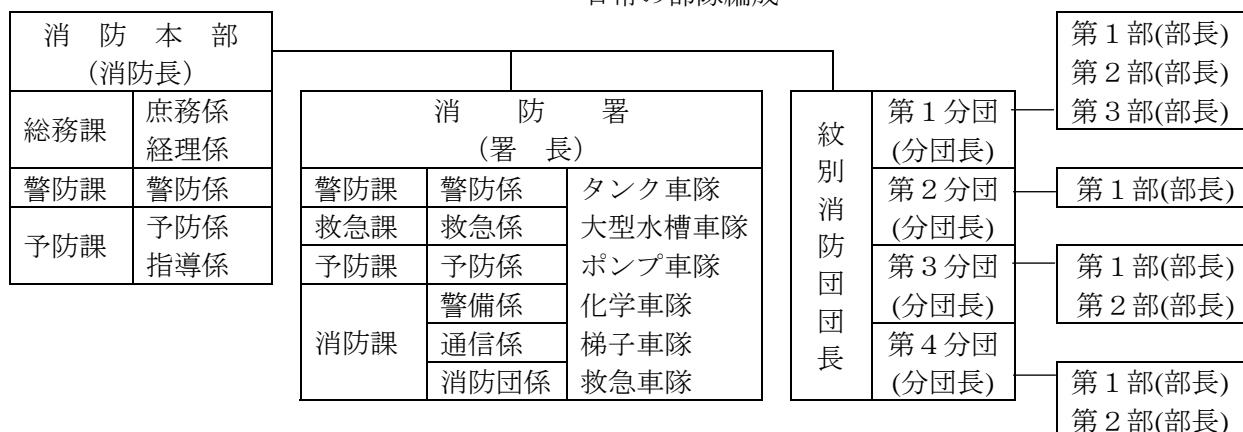 消　防　本　部
（消防長）
総務課
庶務係
経理係
警防課
警防係
予防課
予防係
指導係
消　防　署
（署　長）
警防課
警防係
タンク車隊
救急課
救急係
大型水槽車隊
予防課
予防係
ポンプ車隊
消防課
警備係
化学車隊
通信係
梯子車隊
消防団係
救急車隊
紋別消防団団長
第１分団
(分団長)
第２分団
(分団長)
第３分団
(分団長)
第４分団
(分団長)
第１部(部長)
第２部(部長)
第３部(部長)
第１部(部長)
第１部(部長)
第２部(部長)
第１部(部長)
第２部(部長)